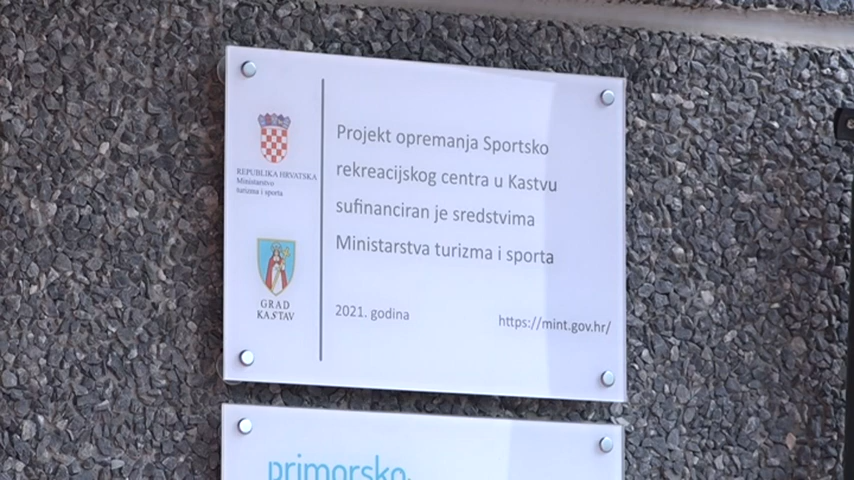 REPUBLIKA HRVATSKA
Ministarstvo
turizma i sporta
GRAD
KASTAV
Projekt opremanja Sportsko
rekreacijskog centra u Kastvu
sufinanciran je sredstvima
Ministarstva turizma i sporta
2021. godina
https://mint.gov.hr/
primorsko